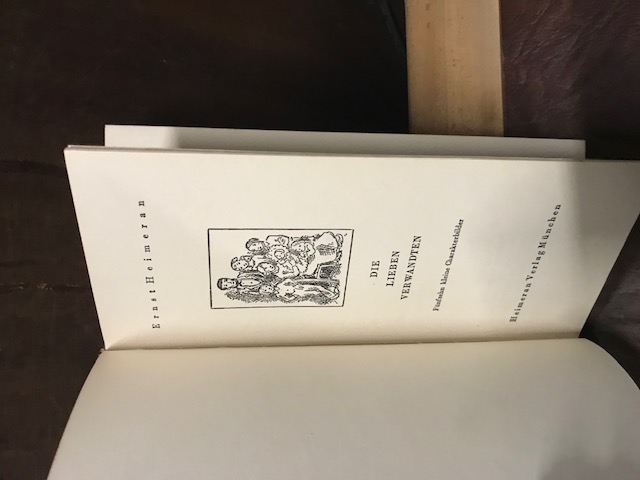 Ernst Heimeran
DIE
LIEBEN
VERWANDTEN
Fünfzehn kleine Charakterbilder
Heimeran Verlag München